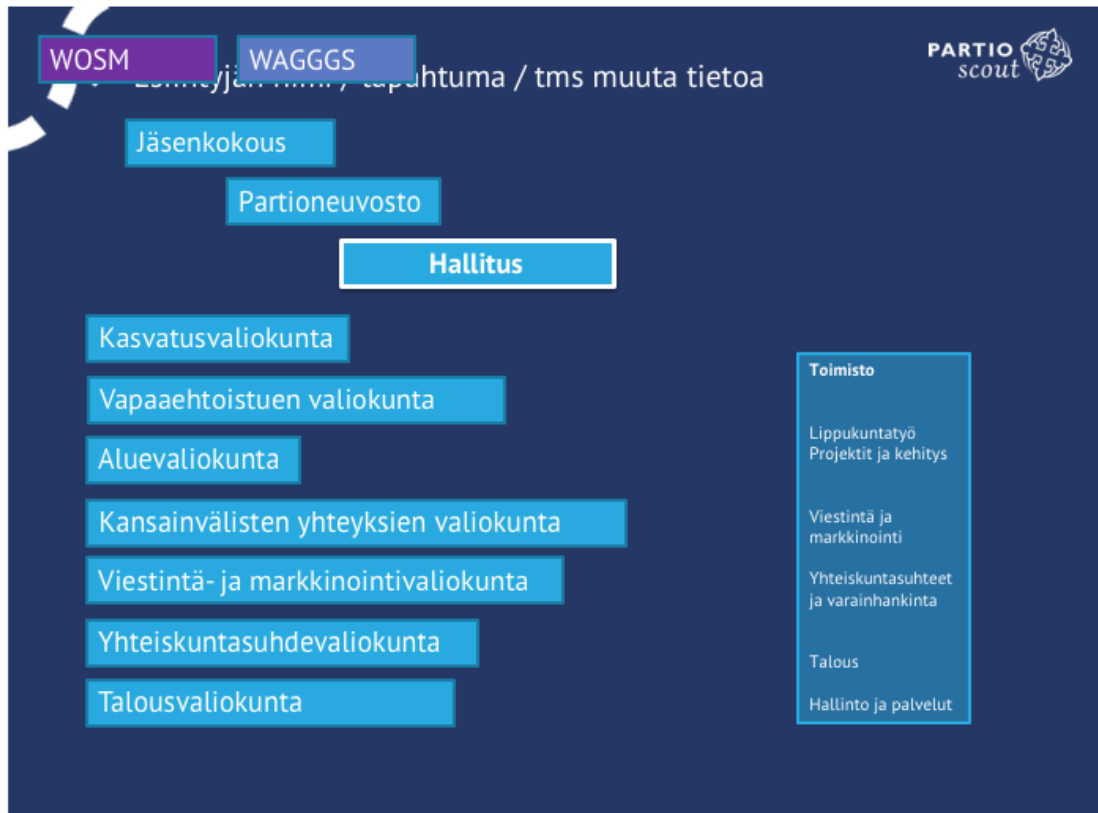 WOSM
WAGGGS
PARTIO
scout
/ tapahtuma / tms muuta tietoa
Jäsenkokous
Partioneuvosto
Hallitus
Kasvatusvaliokunta
Vapaaehtoistuen valiokunta
Aluevaliokunta
Kansainvälisten yhteyksien valiokunta
Viestintä- ja markkinointivaliokunta
Yhteiskuntasuhdevaliokunta
Talousvaliokunta
Toimisto
Lippukuntatyö
Projektit ja kehitys
Viestintä ja
markkinointi
Yhteiskuntasuhteet
ja varainhankinta
Talous
Hallinto ja palvelut